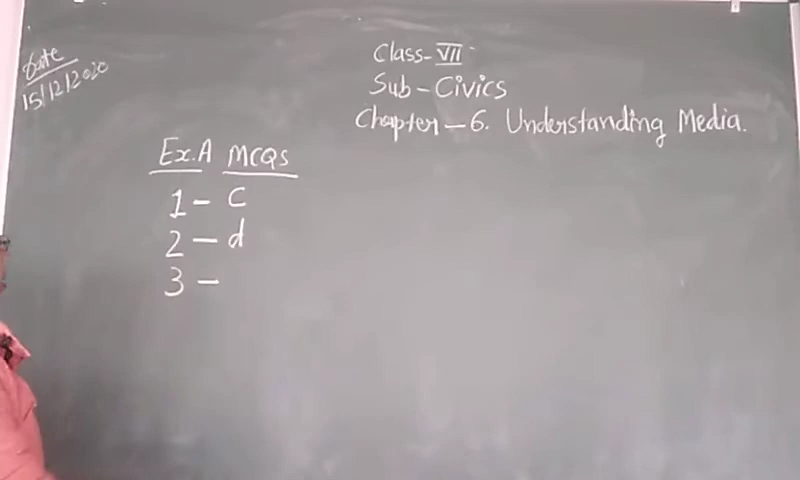 Date
15/12/2020
Class-VII
Sub-Civics
Chapter-6. Understanding Media.
Ex.A MCQS
1- c
2-d
3-